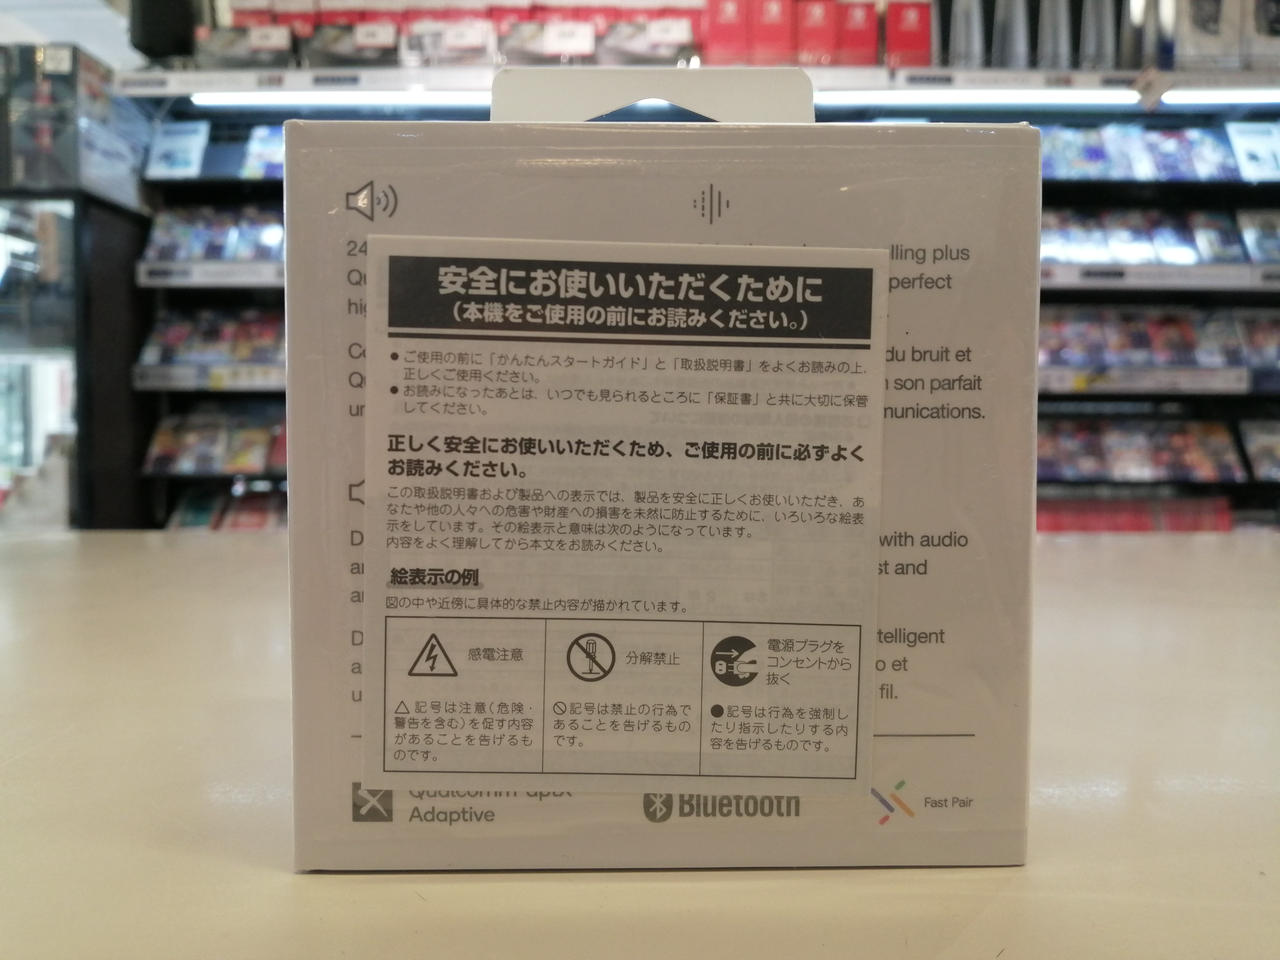 24
Qu
hig
lling plus
perfect
Co
Qu
un
du bruit et
son parfait
munications.
安全にお使いいただくために
（本機をご使用の前にお読みください。）
●ご使用の前に「かんたんスタートガイド」と「取扱説明書」をよくお読みの上、
正しくご使用ください。
●お読みになったあとは、いつでも見られるところに「保証書」と共に大切に保管
してください。
正しく安全にお使いいただくため、ご使用の前に必ずよく
お読みください。
この取扱説明書および製品への表示では、製品を安全に正しくお使いいただき、あ
なたや他の人々への危害や財産への損害を未然に防止するために、いろいろな絵表
示をしています。その絵表示と意味は次のようになっています。
内容をよく理解してから本文をお読みください。
絵表示の例
図の中や近傍に具体的な禁止内容が描かれています。
感電注意
△記号は注意（危険・
警告を含む）を促す内容
があることを告げるも
のです。
分解禁止
記号は禁止の行為で
あることを告げるもの
です。
電源プラグを
コンセントから
抜く
●記号は行為を強制し
たり指示したりする内
容を告げるものです。
with audio
st and
telligent
o et
fil.
Qualcomm aptX
Adaptive
Bluetooth
Fast Pair